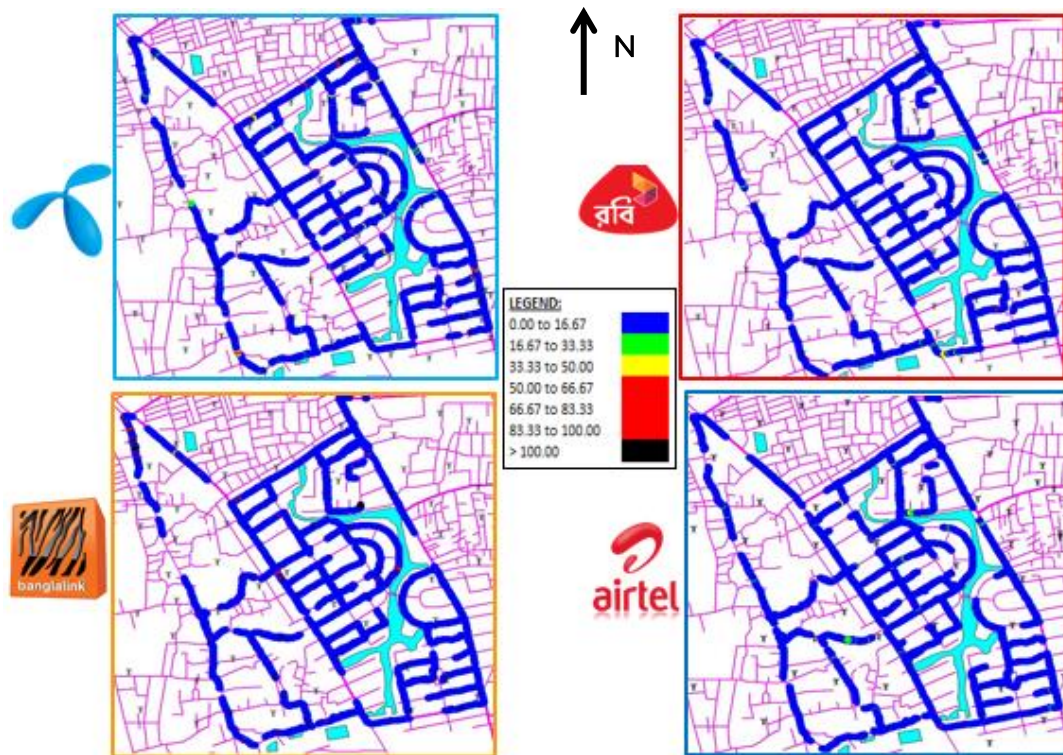 N
রবি
LEGEND:
0.00 to 16.67
16.67 to 33.33
33.33 to 50.00
50.00 to 66.67
66.67 to 83.33
83.33 to 100.00
> 100.00
banglalink
airtel